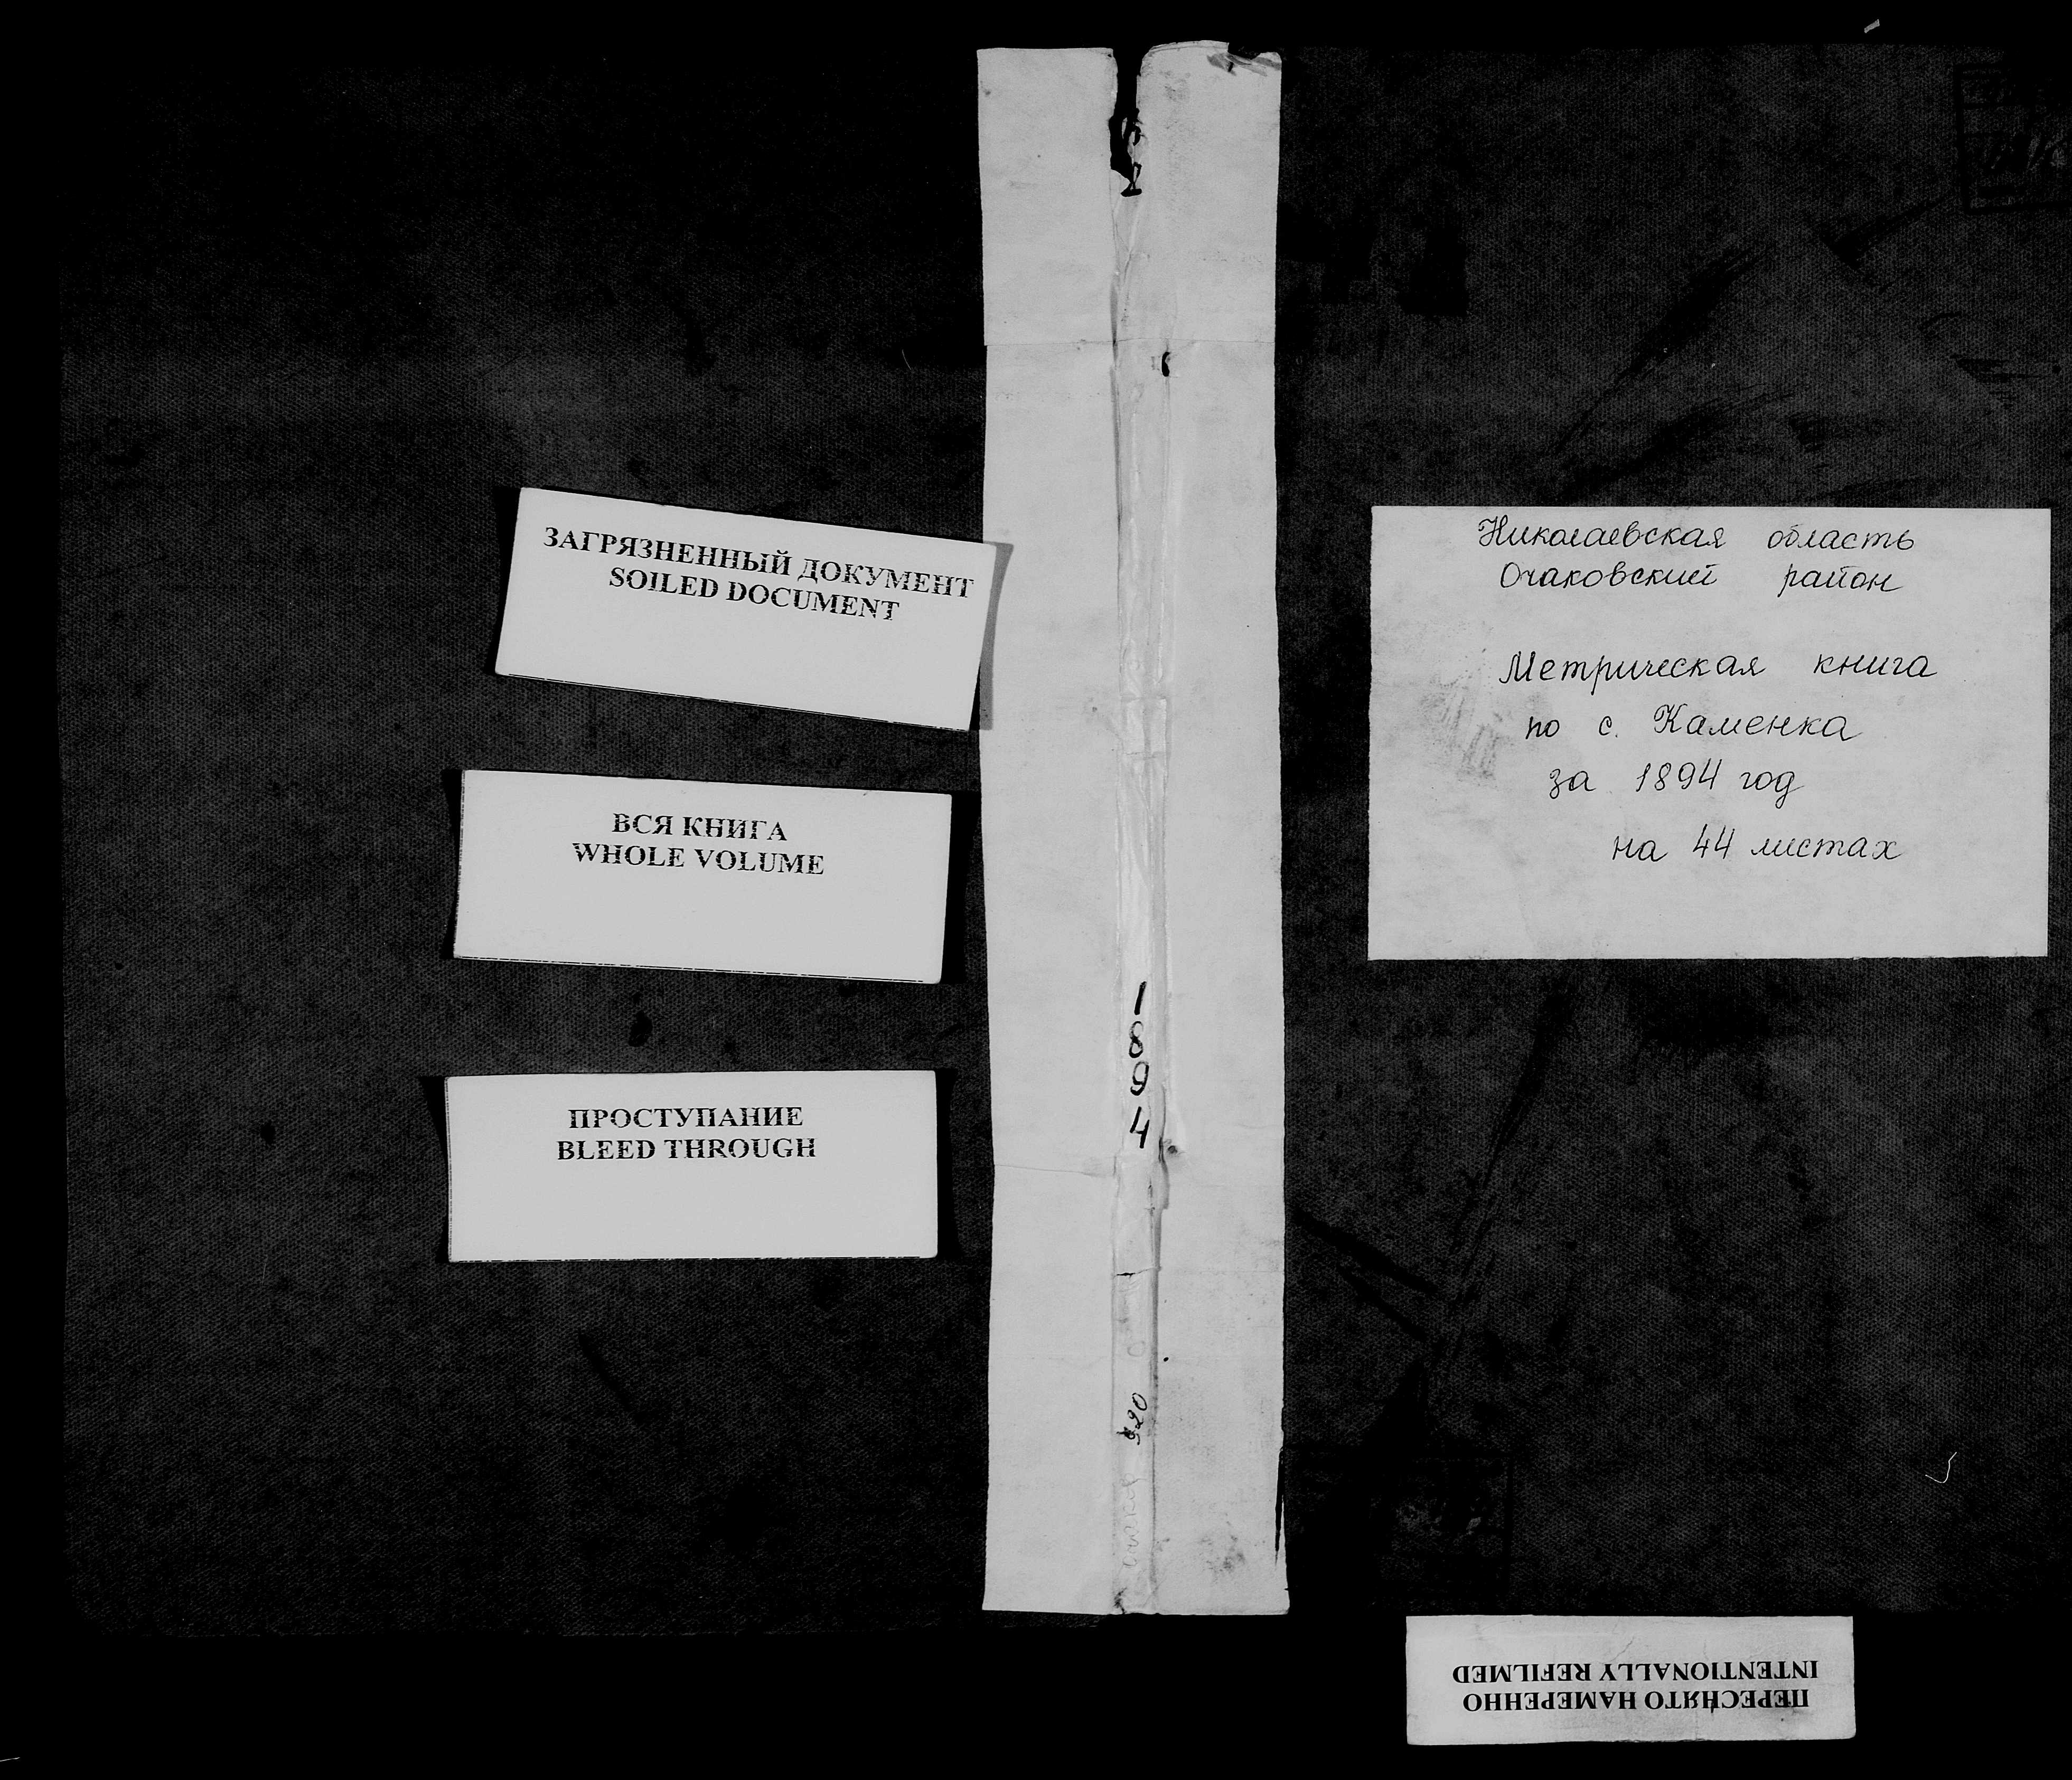 ЗАГРЯЗНЕННЫЙ ДОКУМЕНТ
SOILED DOCUMENT
ВСЯ КНИГА
WHOLE VOLUME
ПРОСТУПАНИЕ
BLEED THROUGH
1894
320
Николаевская область
Очаковский район
Метрическая книга
по с. Каменка
за 1894 год
на 44 листах
ПЕРЕСНЯТО НАМЕРЕННО
INTENTIONALLY REFILMED